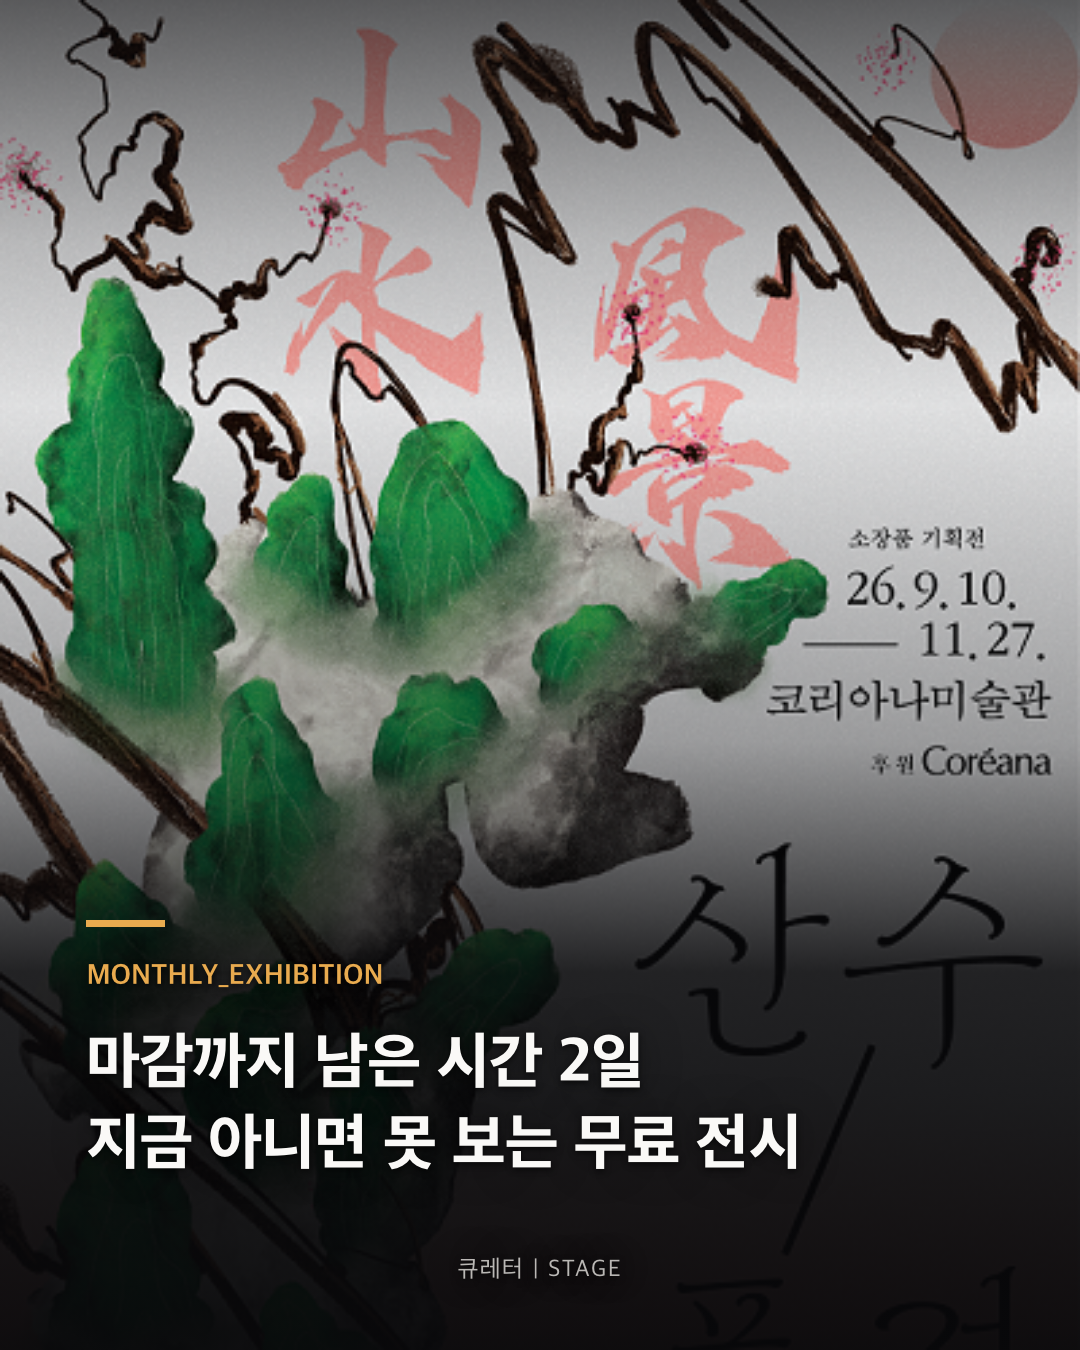 山水
風景
소장품 기획전
26. 9. 10.
— 11. 27.
코리아나미술관
후원 Coréana
산수
/
풍경
MONTHLY_EXHIBITION
마감까지 남은 시간 2일
지금 아니면 못 보는 무료 전시
큐레터 | STAGE